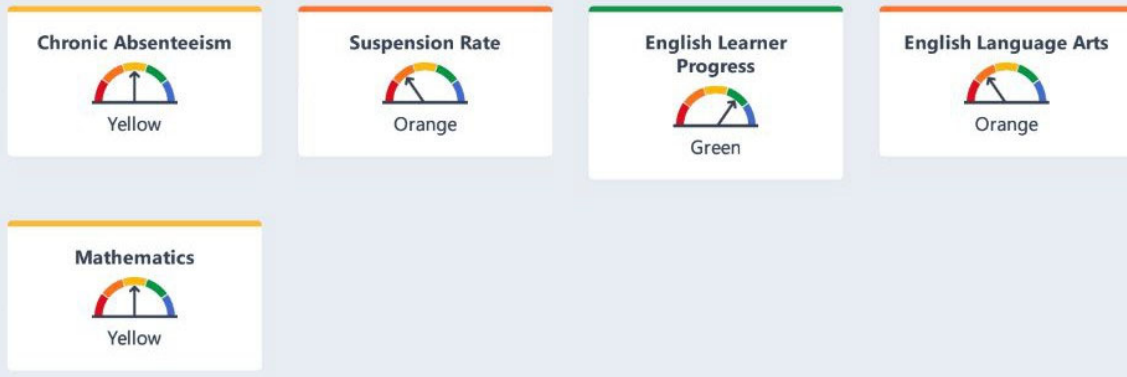 Chronic Absenteeism
Yellow
Suspension Rate
Orange
English Learner
Progress
Green
English Language Arts
Orange
Mathematics
Yellow